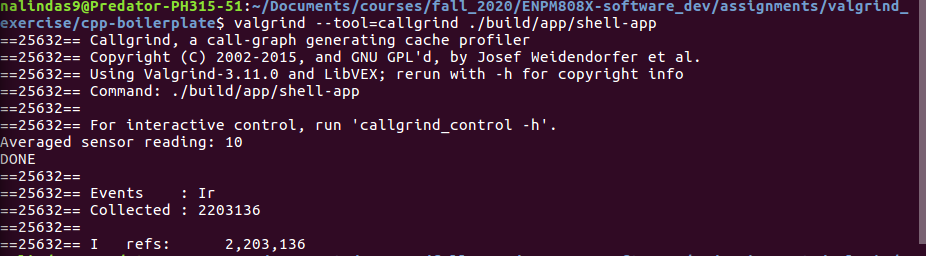 nalindas9@Predator-PH315-51:~/Documents/courses/fall_2020/ENPM808X-software_dev/assignments/valgrind_
exercise/cpp-boilerplate$ valgrind --tool=callgrind ./build/app/shell-app
==25632== Callgrind, a call-graph generating cache profiler
==25632== Copyright (C) 2002-2015, and GNU GPL'd, by Josef Weidendorfer et al.
==25632== Using Valgrind-3.11.0 and LibVEX; rerun with -h for copyright info
==25632== Command: ./build/app/shell-app
==25632==
==25632== For interactive control, run 'callgrind_control -h'.
Averaged sensor reading: 10
DONE
==25632==
==25632== Events    : Ir
==25632== Collected : 2203136
==25632==
==25632== I   refs:      2,203,136